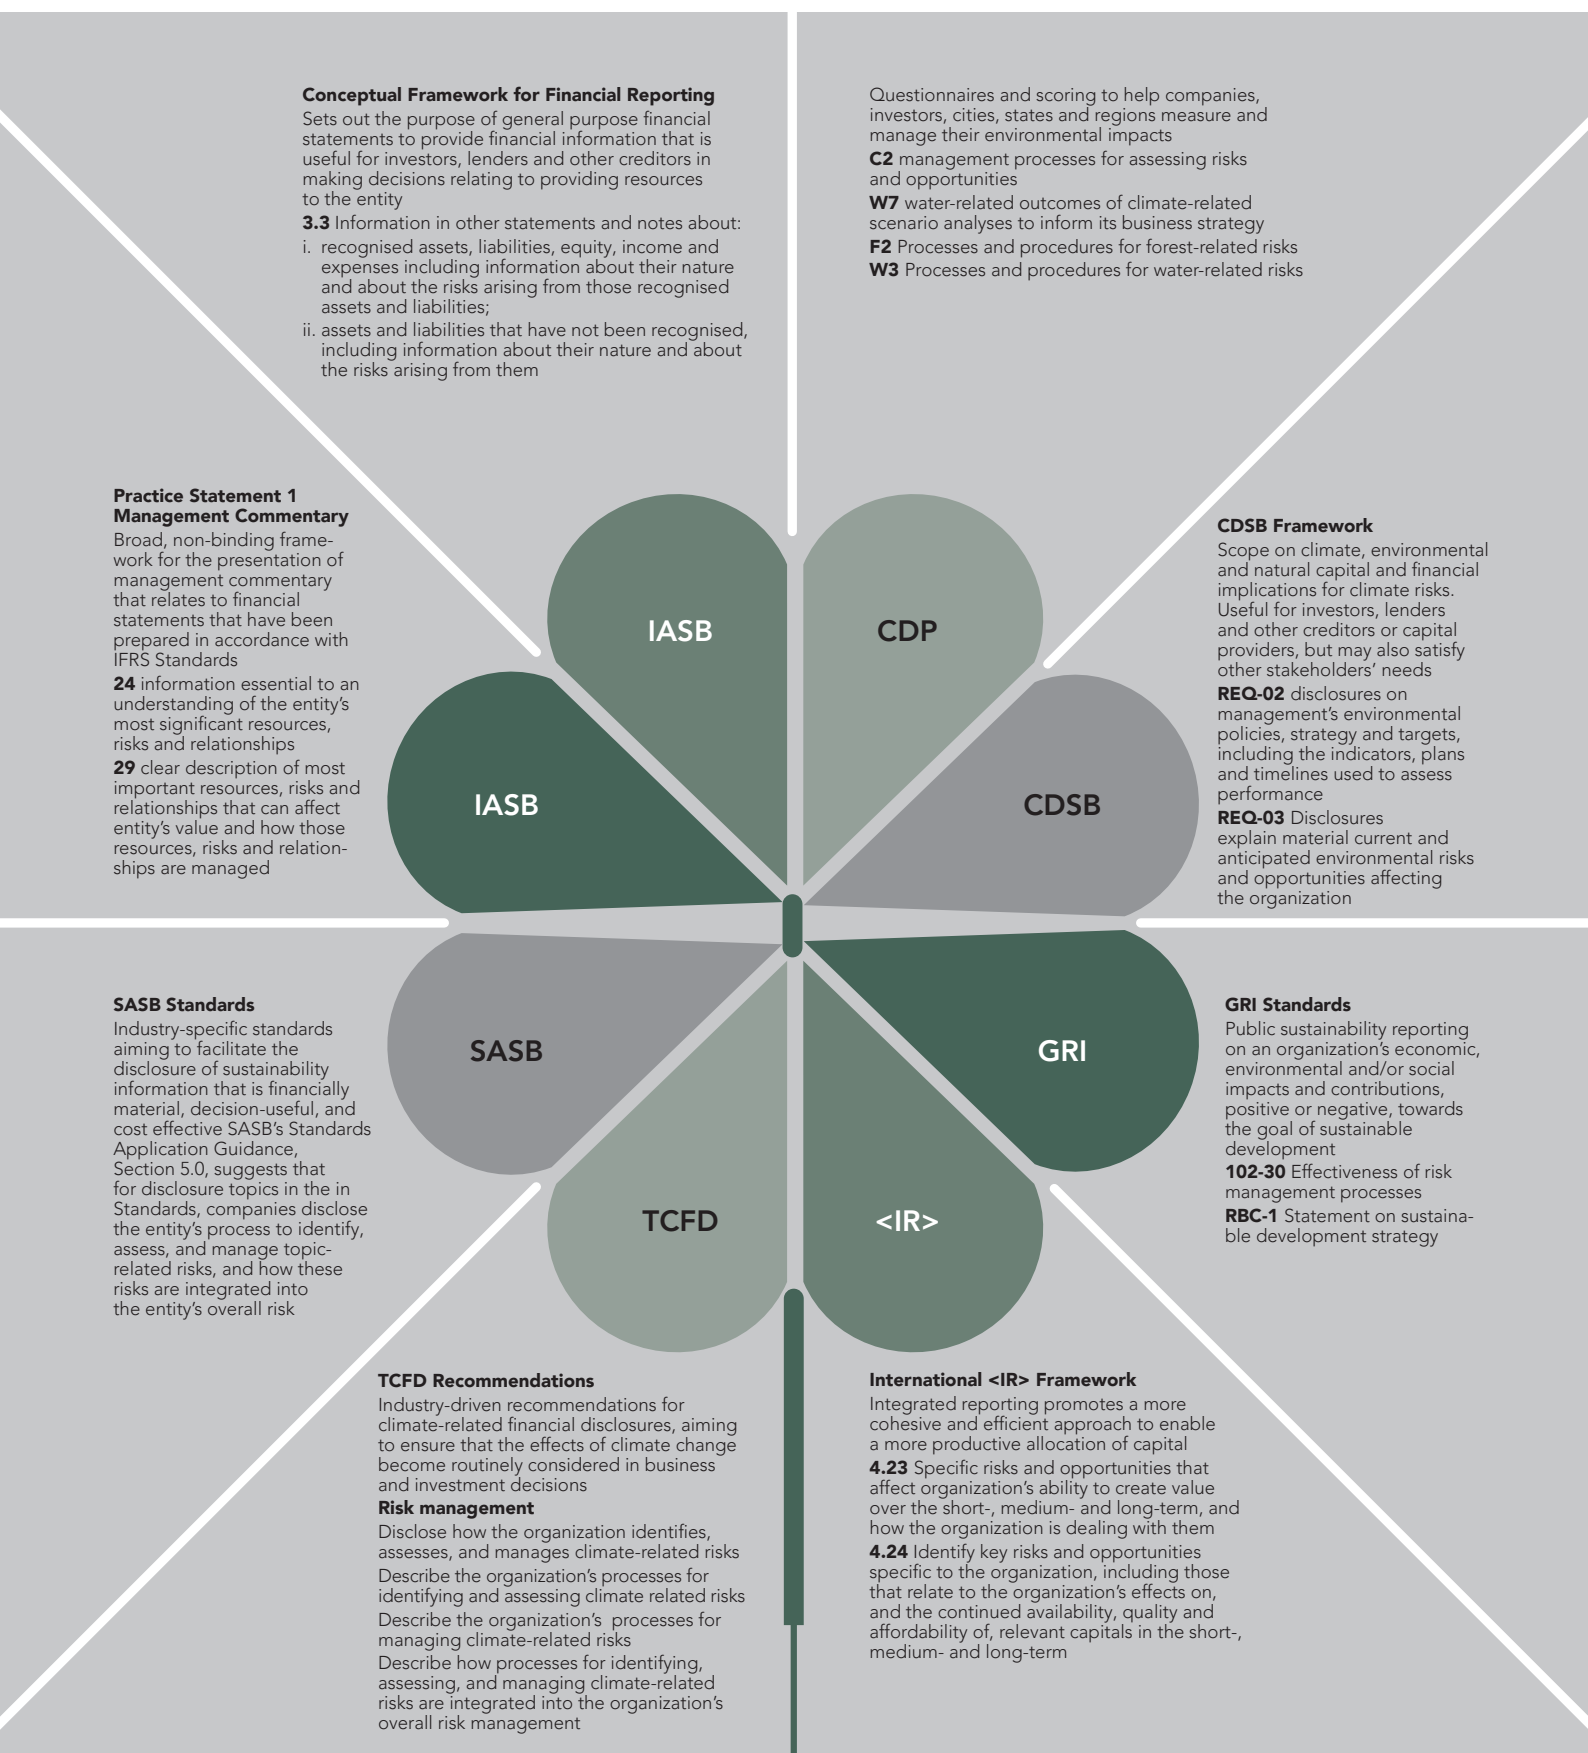 Conceptual Framework for Financial Reporting
Sets out the purpose of general purpose financial
statements to provide financial information that is
useful for investors, lenders and other creditors in
making decisions relating to providing resources
to the entity
3.3 Information in other statements and notes about:
i. recognised assets, liabilities, equity, income and
expenses including information about their nature
and about the risks arising from those recognised
assets and liabilities;
ii. assets and liabilities that have not been recognised,
including information about their nature and about
the risks arising from them
Questionnaires and scoring to help companies,
investors, cities, states and regions measure and
manage their environmental impacts
C2 management processes for assessing risks
and opportunities
W7 water-related outcomes of climate-related
scenario analyses to inform its business strategy
F2 Processes and procedures for forest-related risks
W3 Processes and procedures for water-related risks
Practice Statement 1
Management Commentary
Broad, non-binding frame-
work for the presentation of
management commentary
that relates to financial
statements that have been
prepared in accordance with
IFRS Standards
24 information essential to an
understanding of the entity's
most significant resources,
risks and relationships
29 clear description of most
important resources, risks and
relationships that can affect
entity's value and how those
resources, risks and relation-
ships are managed
IASB
CDP
IASB
CDSB
CDSB Framework
Scope on climate, environmental
and natural capital and financial
implications for climate risks.
Useful for investors, lenders
and other creditors or capital
providers, but may also satisfy
other stakeholders' needs
REQ-02 disclosures on
management's environmental
policies, strategy and targets,
including the indicators, plans
and timelines used to assess
performance
REQ-03 Disclosures
explain material current and
anticipated environmental risks
and opportunities affecting
the organization
SASB Standards
Industry-specific standards
aiming to facilitate the
disclosure of sustainability
information that is financially
material, decision-useful, and
cost effective SASB's Standards
Application Guidance,
Section 5.0, suggests that
for disclosure topics in the in
Standards, companies disclose
the entity's process to identify,
assess, and manage topic-
related risks, and how these
risks are integrated into
the entity's overall risk
SASB
GRI
TCFD
<IR>
GRI Standards
Public sustainability reporting
on an organization's economic,
environmental and/or social
impacts and contributions,
positive or negative, towards
the goal of sustainable
development
102-30 Effectiveness of risk
management processes
RBC-1 Statement on sustaina-
ble development strategy
TCFD Recommendations
Industry-driven recommendations for
climate-related financial disclosures, aiming
to ensure that the effects of climate change
become routinely considered in business
and investment decisions
Risk management
Disclose how the organization identifies,
assesses, and manages climate-related risks
Describe the organization's processes for
identifying and assessing climate related risks
Describe the organization's processes for
managing climate-related risks
Describe how processes for identifying,
assessing, and managing climate-related
risks are integrated into the organization's
overall risk management
International <IR> Framework
Integrated reporting promotes a more
cohesive and efficient approach to enable
a more productive allocation of capital
4.23 Specific risks and opportunities that
affect organization's ability to create value
over the short-, medium- and long-term, and
how the organization is dealing with them
4.24 Identify key risks and opportunities
specific to the organization, including those
that relate to the organization's effects on,
and the continued availability, quality and
affordability of, relevant capitals in the short-,
medium- and long-term